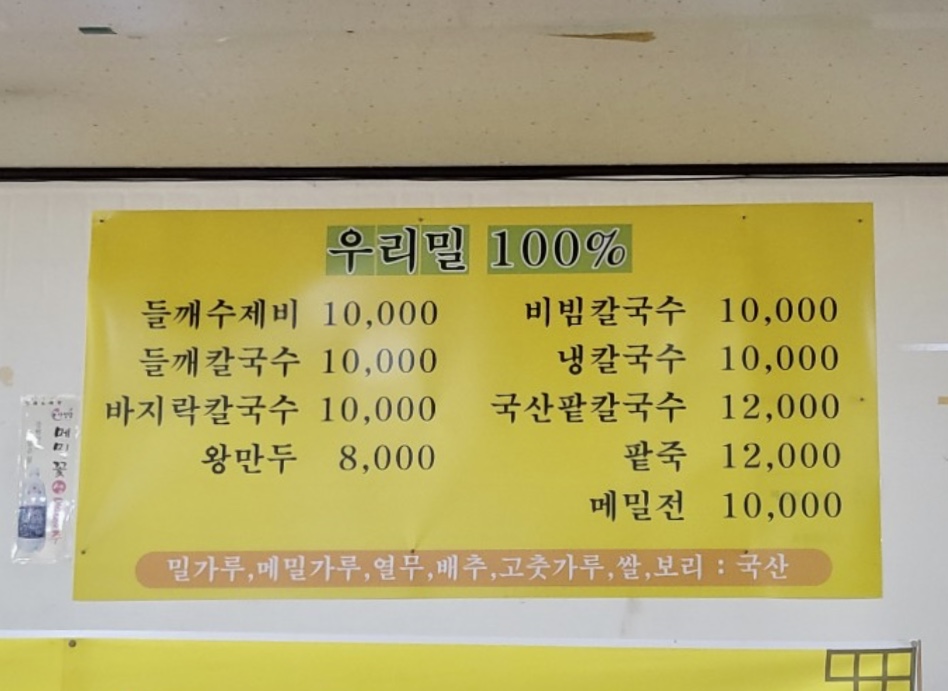 우리밀 100%
들깨수제비 10,000
들깨칼국수 10,000
바지락칼국수 10,000
왕만두 8,000
비빔칼국수 10,000
냉칼국수 10,000
국산팥칼국수 12,000
팥죽 12,000
메밀전 10,000
밀가루,메밀가루,열무,배추,고춧가루,쌀,보리 : 국산
메밀꽃